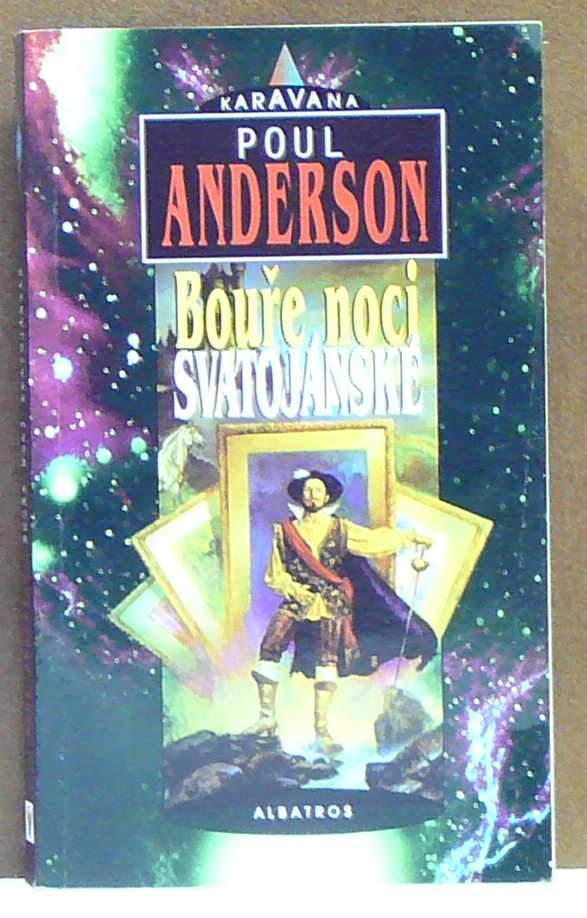 KARAVANA
POUL
ANDERSON
Bouře noci
SVATOJÁNSKÉ
ALBATROS